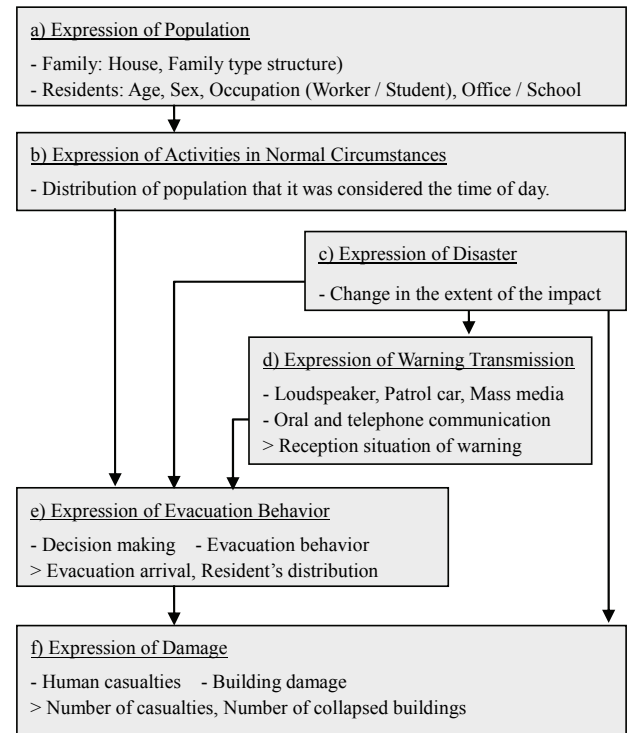 a) Expression of Population
- Family: House, Family type structure)
- Residents: Age, Sex, Occupation (Worker / Student), Office / School
b) Expression of Activities in Normal Circumstances
- Distribution of population that it was considered the time of day.
c) Expression of Disaster
- Change in the extent of the impact
d) Expression of Warning Transmission
- Loudspeaker, Patrol car, Mass media
- Oral and telephone communication
> Reception situation of warning
e) Expression of Evacuation Behavior
- Decision making - Evacuation behavior
> Evacuation arrival, Resident's distribution
f) Expression of Damage
- Human casualties - Building damage
> Number of casualties, Number of collapsed buildings